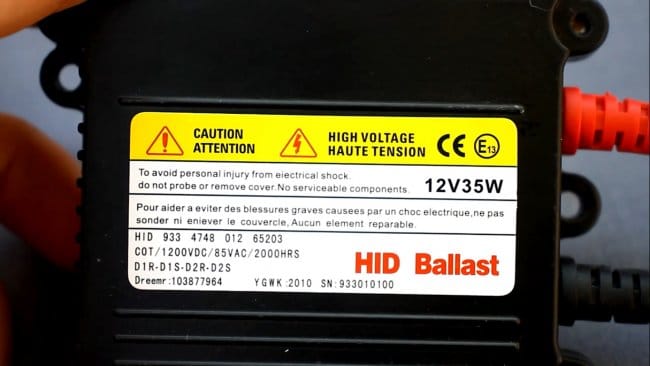 CAUTION
ATTENTION
HIGH VOLTAGE
HAUTE TENSION
CE E13
To avoid personal injury from eiectrical shock.
do not probe or remove cover.No serviceable components.
12V35W
Pour aider a eviter des blessures graves causees par un choc electrique,ne pas
sonder ni eniever le couvercle, Aucun element reparable.
HID 933 4748 012 65203
COT/1200VDC/85VAC/2000HRS
D1R-D1S-D2R-D2S
Dreemr:103877964
YGWK:2010 SN:933010100
HID Ballast